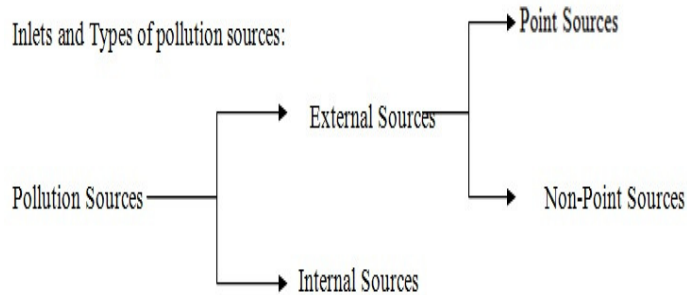 Point Sources
Inlets and Types of pollution sources:
External Sources
Pollution Sources
Non-Point Sources
Internal Sources